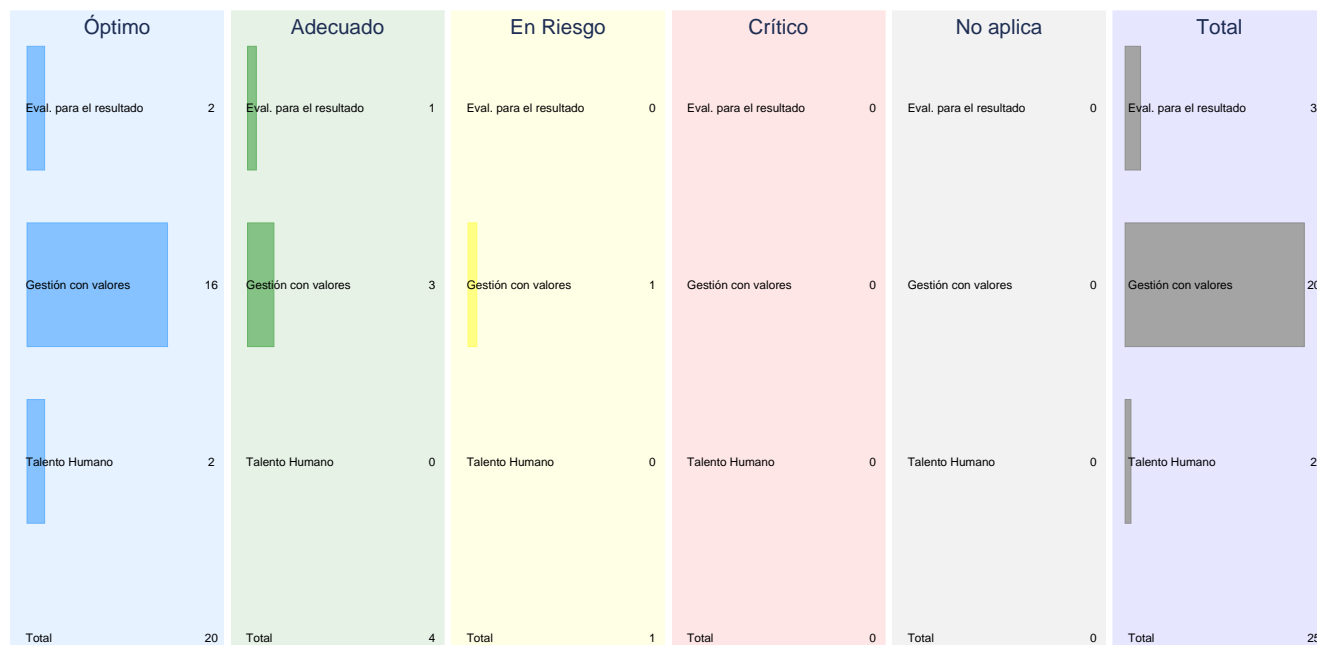 Óptimo Adecuado En Riesgo Crítico No aplica Total
Eval. para el resultado 2 Eval. para el resultado 1 Eval. para el resultado 0 Eval. para el resultado 0 Eval. para el resultado 0 Eval. para el resultado 3
Gestión con valores 16 Gestión con valores 3 Gestión con valores 1 Gestión con valores 0 Gestión con valores 0 Gestión con valores 20
Talento Humano 2 Talento Humano 0 Talento Humano 0 Talento Humano 0 Talento Humano 0 Talento Humano 2
Total 20 Total 4 Total 1 Total 0 Total 0 Total 25